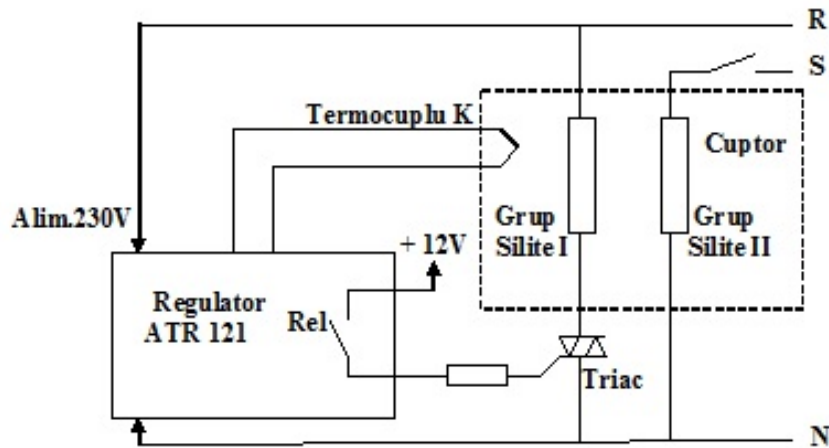 R
S
Termocuplu K
Cuptor
Alim.230V
Grup
Silite I
Grup
Silite II
+ 12V
Regulator
ATR 121
Rel
Triac
N